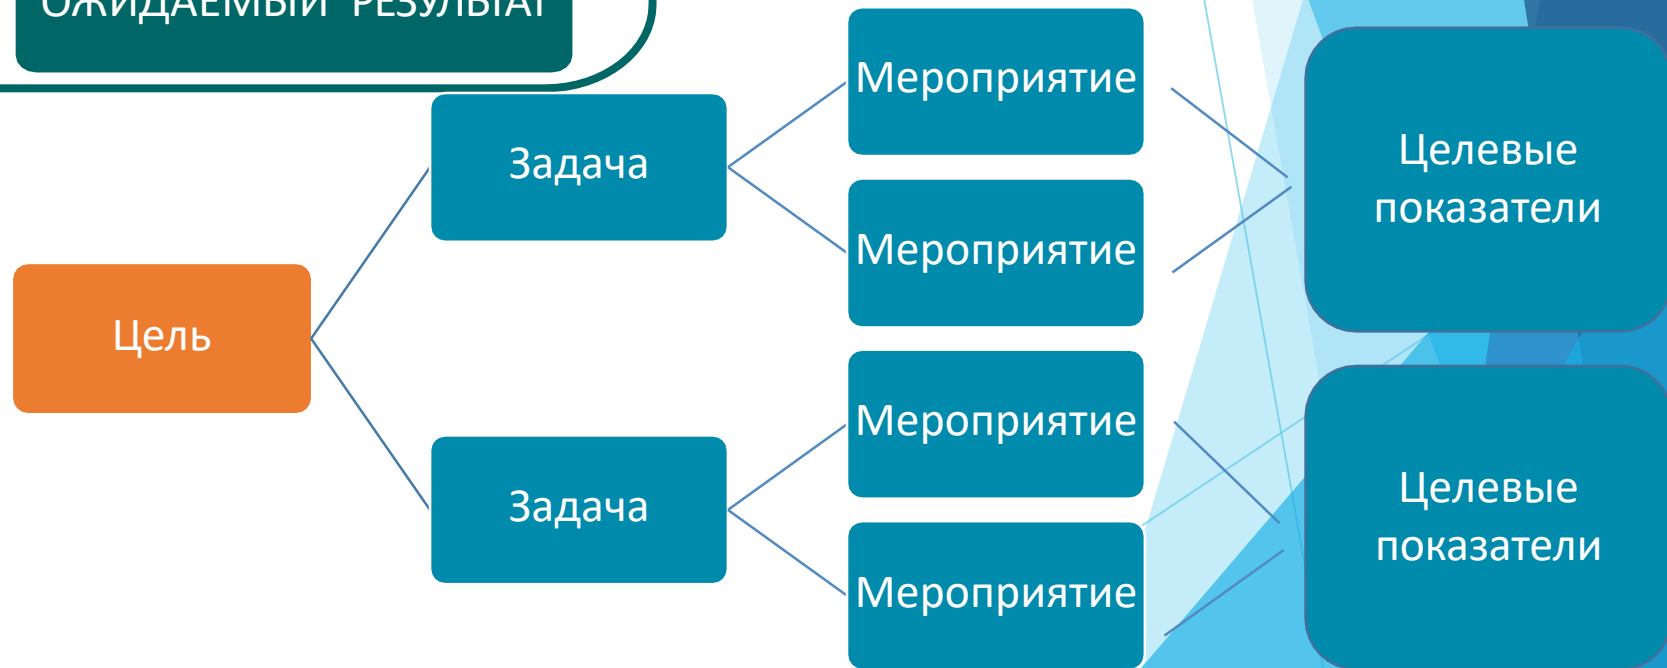 ОЖИДАЕМЫЙ РЕЗУЛЬТАТ
Мероприятие
Задача
Мероприятие
Целевые
показатели
Цель
Мероприятие
Задача
Мероприятие
Целевые
показатели